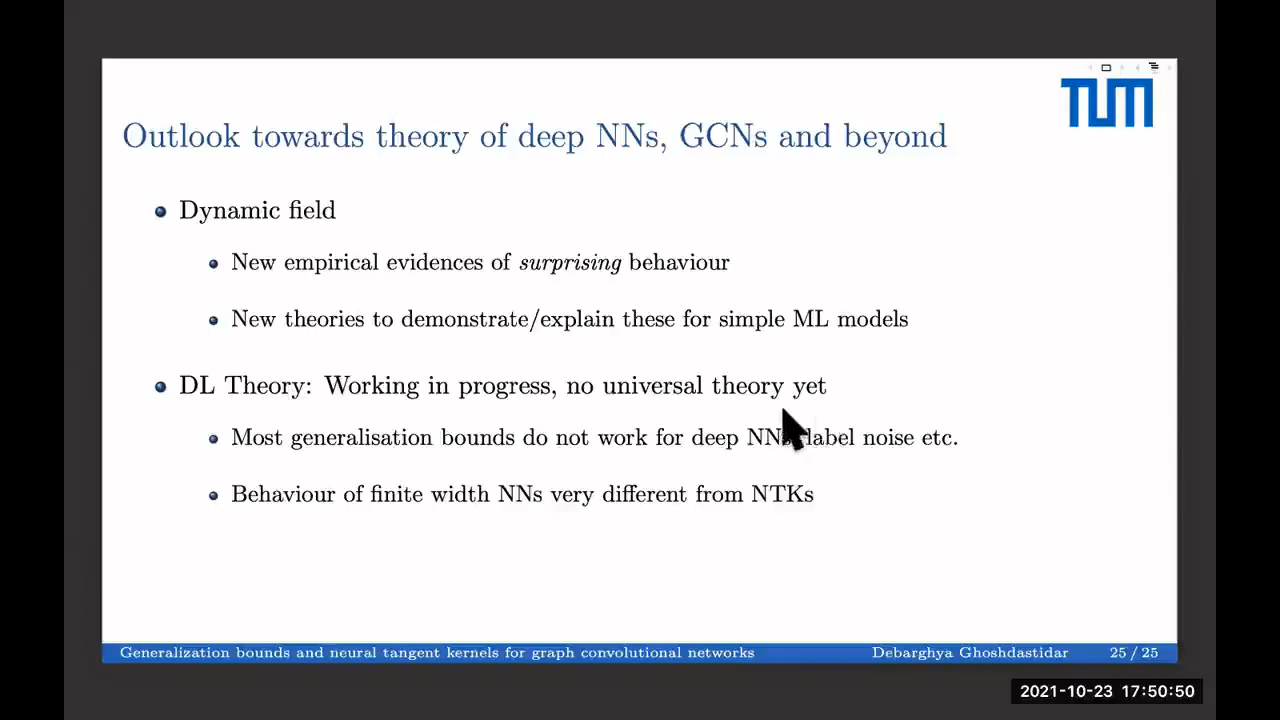 TUM
Outlook towards theory of deep NNs, GCNs and beyond
Dynamic field
New empirical evidences of surprising behaviour
New theories to demonstrate/explain these for simple ML models
DL Theory: Working in progress, no universal theory yet
Most generalisation bounds do not work for deep NNs label noise etc.
Behaviour of finite width NNs very different from NTKs
Generalization bounds and neural tangent kernels for graph convolutional networks Debarghya Ghoshdastidar 25 / 25
2021-10-23 17:50:50